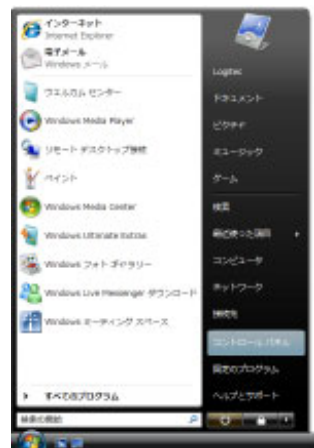 インターネット
Internet Explorer
電子メール
Windows メール
ウエルカム センター
Windows Media Player
リモート デスクトップ接続
ペイント
Windows Media Center
Windows Ultimate Extras
Windows フォト ギャラリー
Windows Live Messenger ダウンロード
Windows ミーティング スペース
すべてのプログラム
検索の開始
Logitec
ドキュメント
ピクチャ
ミュージック
ゲーム
検索
最近使った項目
コンピュータ
ネットワーク
接続先
コントロール パネル
既定のプログラム
ヘルプとサポート